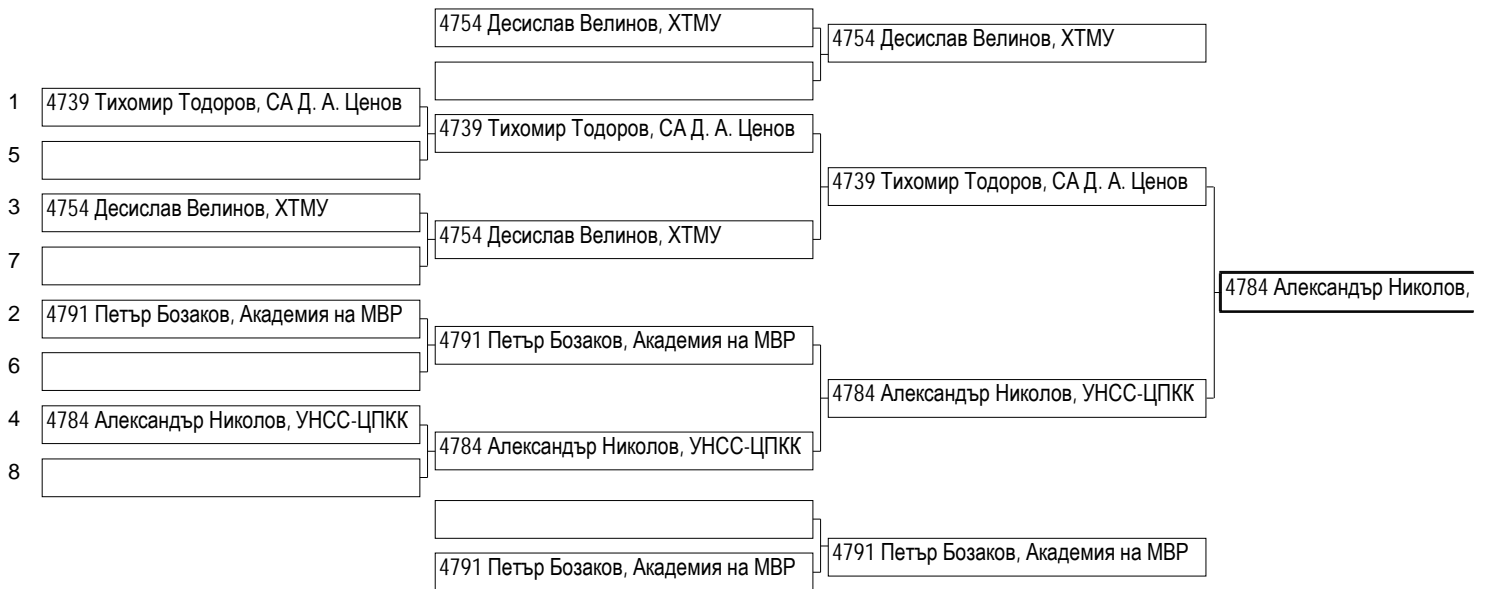 4754 Десислав Велинов, ХТМУ
4754 Десислав Велинов, ХТМУ
1 4739 Тихомир Тодоров, СА Д. А. Ценов
4739 Тихомир Тодоров, СА Д. А. Ценов
5
4739 Тихомир Тодоров, СА Д. А. Ценов
3 4754 Десислав Велинов, ХТМУ
4754 Десислав Велинов, ХТМУ
7
4784 Александър Николов,
2 4791 Петър Бозаков, Академия на МВР
4791 Петър Бозаков, Академия на МВР
6
4784 Александър Николов, УНСС-ЦПКК
4 4784 Александър Николов, УНСС-ЦПКК
4784 Александър Николов, УНСС-ЦПКК
8
4791 Петър Бозаков, Академия на МВР
4791 Петър Бозаков, Академия на МВР